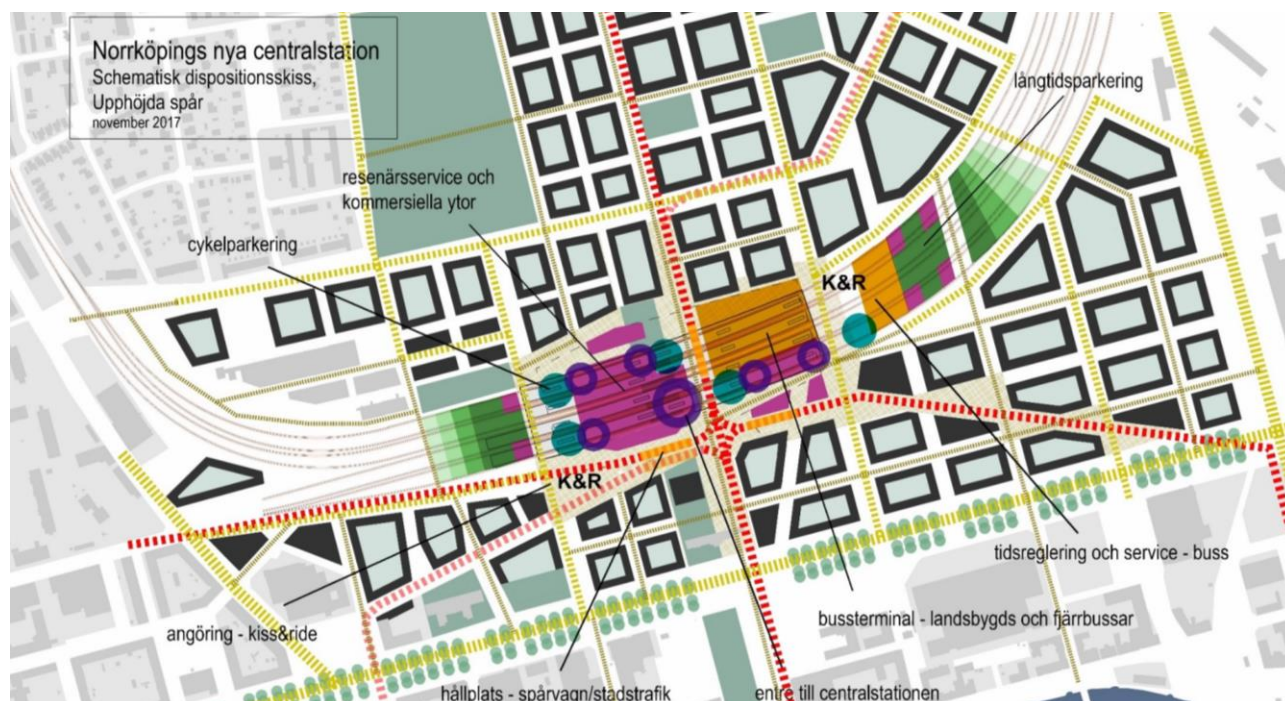 Norrköpings nya centralstation
Schematisk dispositionsskiss,
Upphöjda spår
november 2017
långtidsparkering
resenärsservice och
kommersiella ytor
cykelparkering
K&R
K&R
tidsreglering och service - buss
bussterminal - landsbygds och fjärrbussar
angöring - kiss&ride
hållplats - spårvagn/stadstrafik
entre till centralstationen